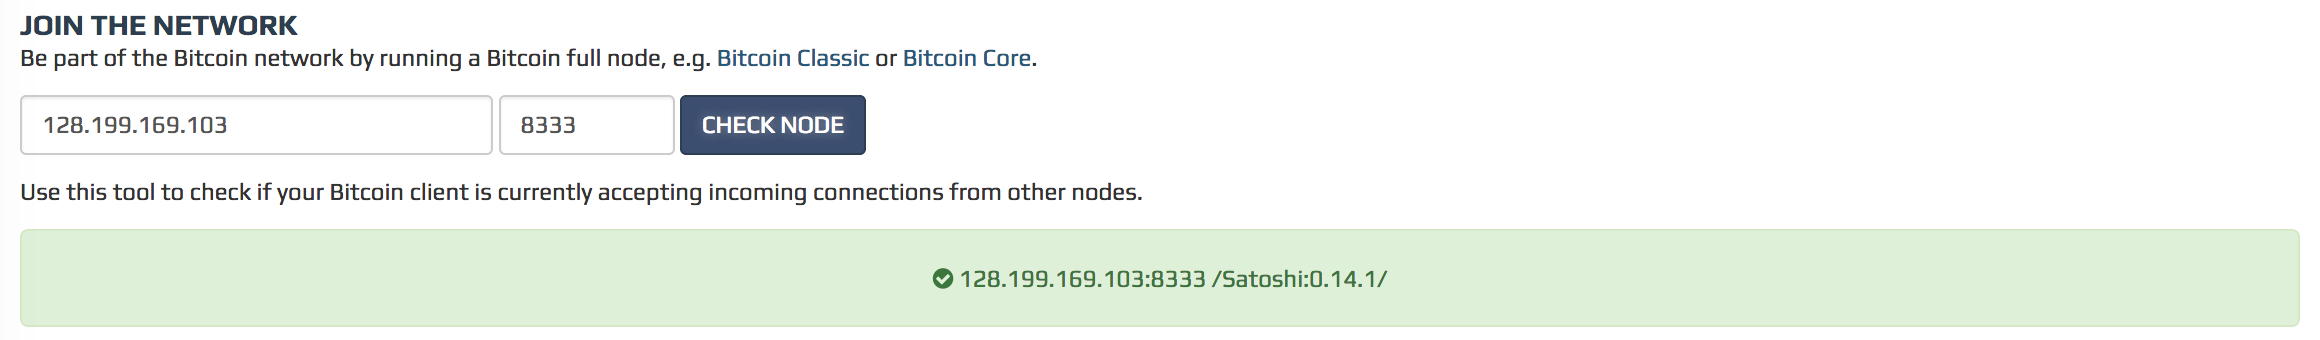 JOIN THE NETWORK
Be part of the Bitcoin network by running a Bitcoin full node, e.g. Bitcoin Classic or Bitcoin Core.
128.199.169.103 8333 CHECK NODE
Use this tool to check if your Bitcoin client is currently accepting incoming connections from other nodes.
128.199.169.103:8333 /Satoshi:0.14.1/